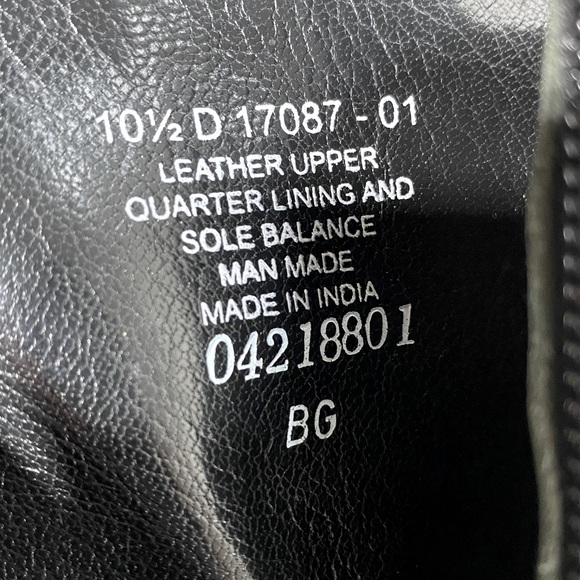 10½ D 17087 - 01
LEATHER UPPER
QUARTER LINING AND
SOLE BALANCE
MAN MADE
MADE IN INDIA
04218801
BG